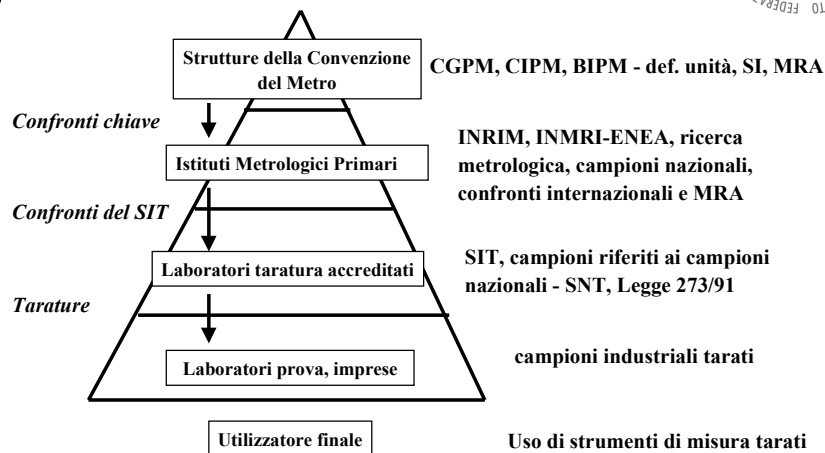 TO FEDERAZ
Strutture della Convenzione
del Metro
CGPM, CIPM, BIPM - def. unità, SI, MRA
Confronti chiave
Istituti Metrologici Primari
INRIM, INMRI-ENEA, ricerca
metrologica, campioni nazionali,
confronti internazionali e MRA
Confronti del SIT
Laboratori taratura accreditati
SIT, campioni riferiti ai campioni
nazionali - SNT, Legge 273/91
Tarature
Laboratori prova, imprese
campioni industriali tarati
Utilizzatore finale
Uso di strumenti di misura tarati